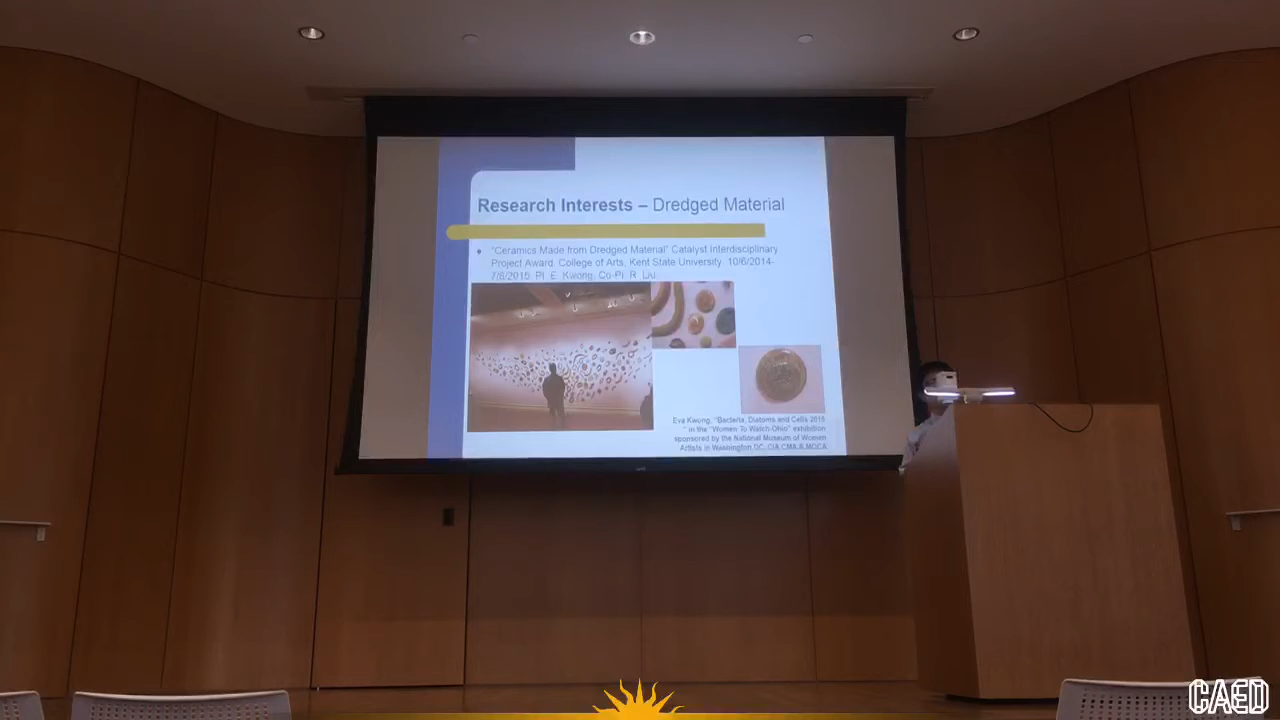 Research Interests – Dredged Material
"Ceramics Made from Dredged Material" Catalyst Interdisciplinary
Project Award. College of Arts, Kent State University. 10/6/2014-
7/6/2015. PI. E. Kwong, Co-PI: R. Liu.
Eva Kwong, "Bacteria, Diatoms and Cells 2015
" in the "Women To Watch-Ohio" exhibition
sponsored by the National Museum of Women
Artists in Washington DC, CIA CMA & MOCA
CAED